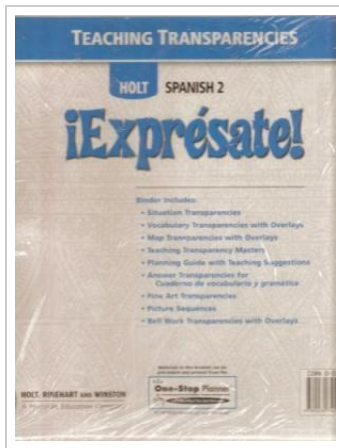 TEACHING TRANSPARENCIES
HOLT SPANISH 2
¡Exprésate!
Binder Includes:
• Situation Transparencies
• Vocabulary Transparencies with Overlays
• Map Transparencies with Overlays
• Teaching Transparency Masters
• Planning Guide with Teaching Suggestions
• Answer Transparencies for
Cuaderno de vocabulario y gramática
• Fine Art Transparencies
• Picture Sequences
• Bell Work Transparencies with Overlays
One-Stop Planner
HOLT, RINEHART AND WINSTON